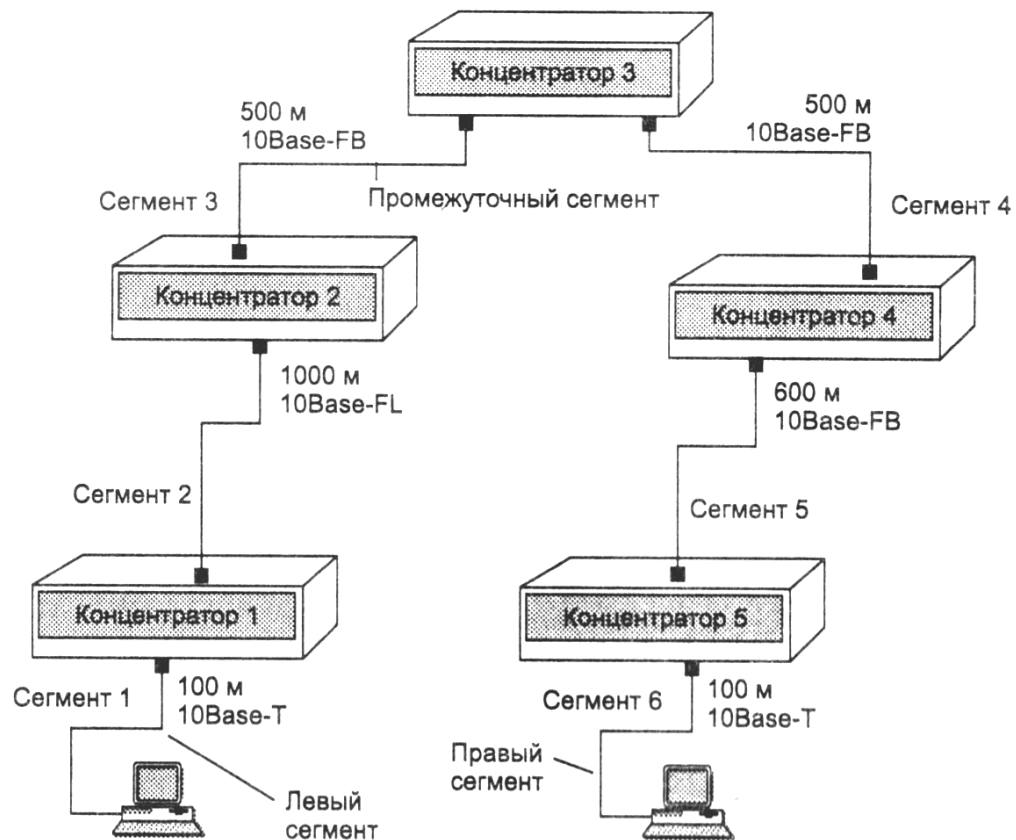 Концентратор 3
500 м
10Base-FB
500 м
10Base-FB
Сегмент 3
Промежуточный сегмент
Сегмент 4
Концентратор 2
Концентратор 4
1000 м
10Base-FL
600 м
10Base-FB
Сегмент 2
Сегмент 5
Концентратор 1
Концентратор 5
Сегмент 1
100 м
10Base-T
Сегмент 6
100 м
10Base-T
Левый
сегмент
Правый
сегмент